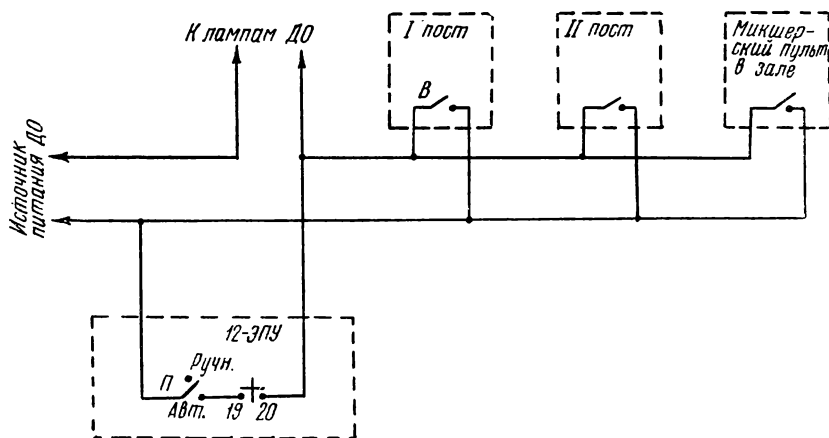 К лампам ДО
I пост
II пост
Микшер-
ский пульт
в зале
В
Источник
питания ДО
12-ЭПУ
Ручн.
П
Авт.
19
20